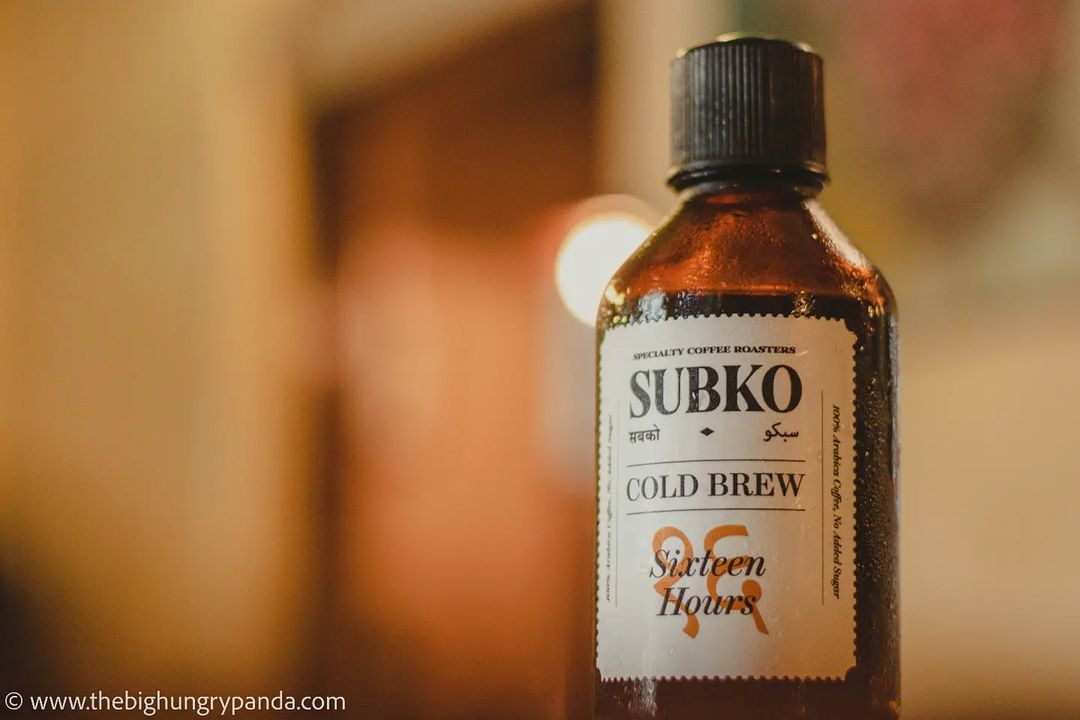 SPECIALTY COFFEE ROASTERS
SUBKO
सबको
سبکو
COLD BREW
१६
Sixteen
Hours
100% Arabica Coffee, No Added Sugar
100% Arabica Coffee, No Added Sugar
© www.thebighungrypanda.com